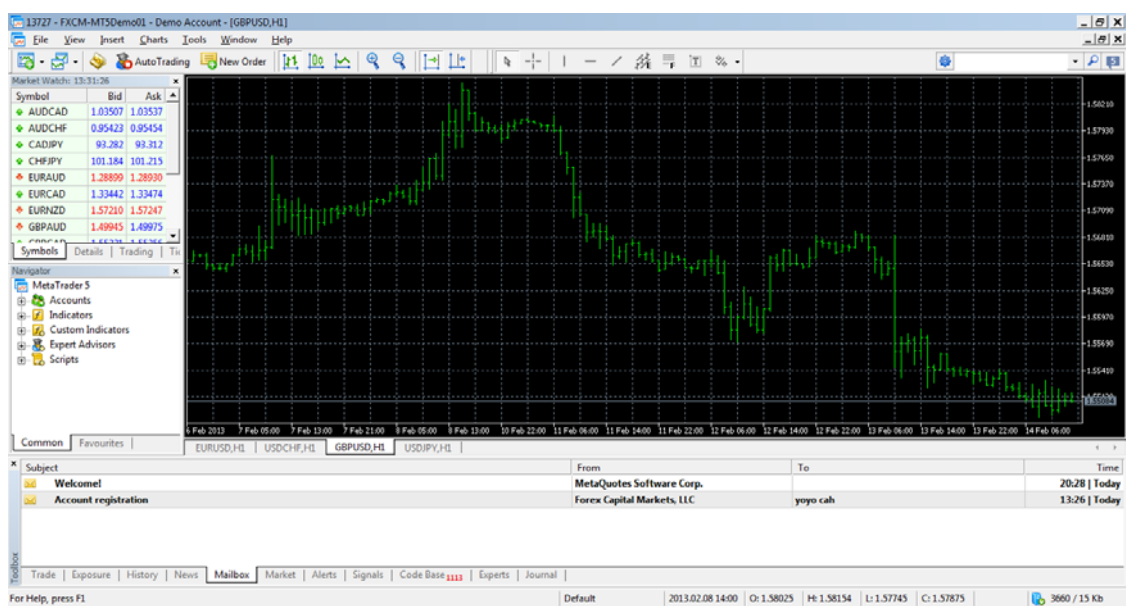 13727 - FXCM-MT5Demo01 - Demo Account - [GBPUSD,H1]
File View Insert Charts Tools Window Help
AutoTrading New Order
Market Watch: 13:31:26
Symbol Bid Ask
AUDCAD 1.03507 1.03537
AUDCHF 0.95423 0.95454
CADJPY 93.282 93.312
CHFJPY 101.184 101.215
EURAUD 1.28899 1.28930
EURCAD 1.33442 1.33474
EURNZD 1.57210 1.57247
GBPAUD 1.49945 1.49975
Symbols Details Trading
Navigator
MetaTrader 5
Accounts
Indicators
Custom Indicators
Expert Advisors
Scripts
Common Favourites
1.58210
1.57930
1.57650
1.57370
1.57090
1.56810
1.56530
1.56250
1.55970
1.55690
1.55410
6 Feb 2013 7 Feb 05:00 7 Feb 13:00 7 Feb 21:00 8 Feb 05:00 8 Feb 13:00 10 Feb 22:00 11 Feb 06:00 11 Feb 14:00 11 Feb 22:00 12 Feb 06:00 12 Feb 14:00 12 Feb 22:00 13 Feb 06:00 13 Feb 14:00 13 Feb 22:00 14 Feb 06:00
EURUSD,H1 USDCHF,H1 GBPUSD,H1 USDJPY,H1
Subject From To Time
Welcome! MetaQuotes Software Corp. 20:28 | Today
Account registration Forex Capital Markets, LLC yoyo cah 13:26 | Today
Toolbox
Trade Exposure History News Mailbox Market Alerts Signals Code Base 1113 Experts Journal
For Help, press F1 Default 2013.02.08 14:00 O: 1.58025 H: 1.58154 L: 1.57745 C: 1.57875 3660 / 15 Kb